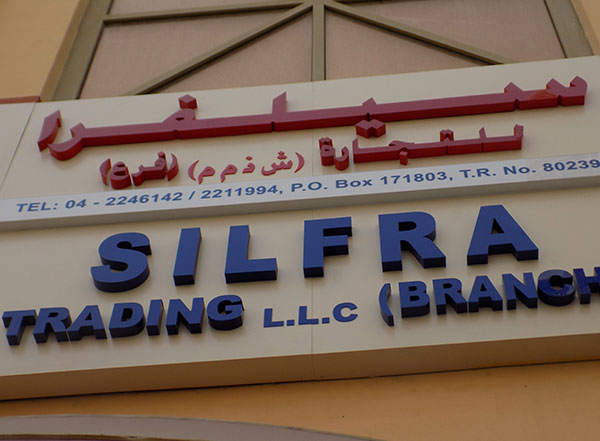 سيلفرا
للتجارة (ش ذ م م) (فرع)
TEL: 04 - 2246142 / 2211994, P.O. Box 171803, T.R. No. 80239
SILFRA
TRADING L.L.C (BRANCH